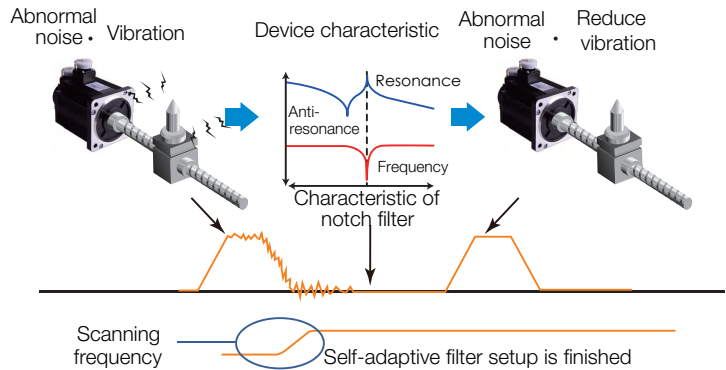 Abnormal
noise · Vibration
Device characteristic
Abnormal
noise ·
Reduce
vibration
Resonance
Anti-
resonance
Frequency
Characteristic of
notch filter
Scanning
frequency
Self-adaptive filter setup is finished